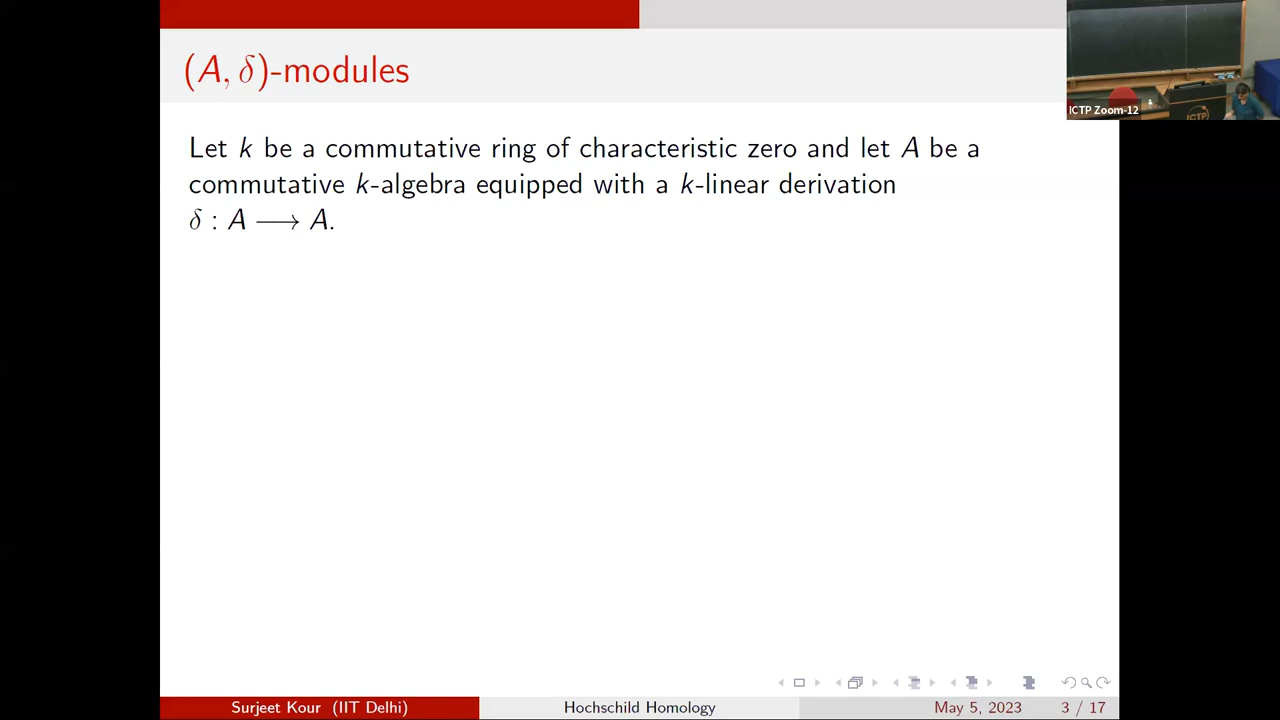 (A, δ)-modules
ICTP Zoom-12
ICTP
Let k be a commutative ring of characteristic zero and let A be a
commutative k-algebra equipped with a k-linear derivation
δ : A ⟶ A.
Surjeet Kour (IIT Delhi)
Hochschild Homology
May 5, 2023
3 / 17